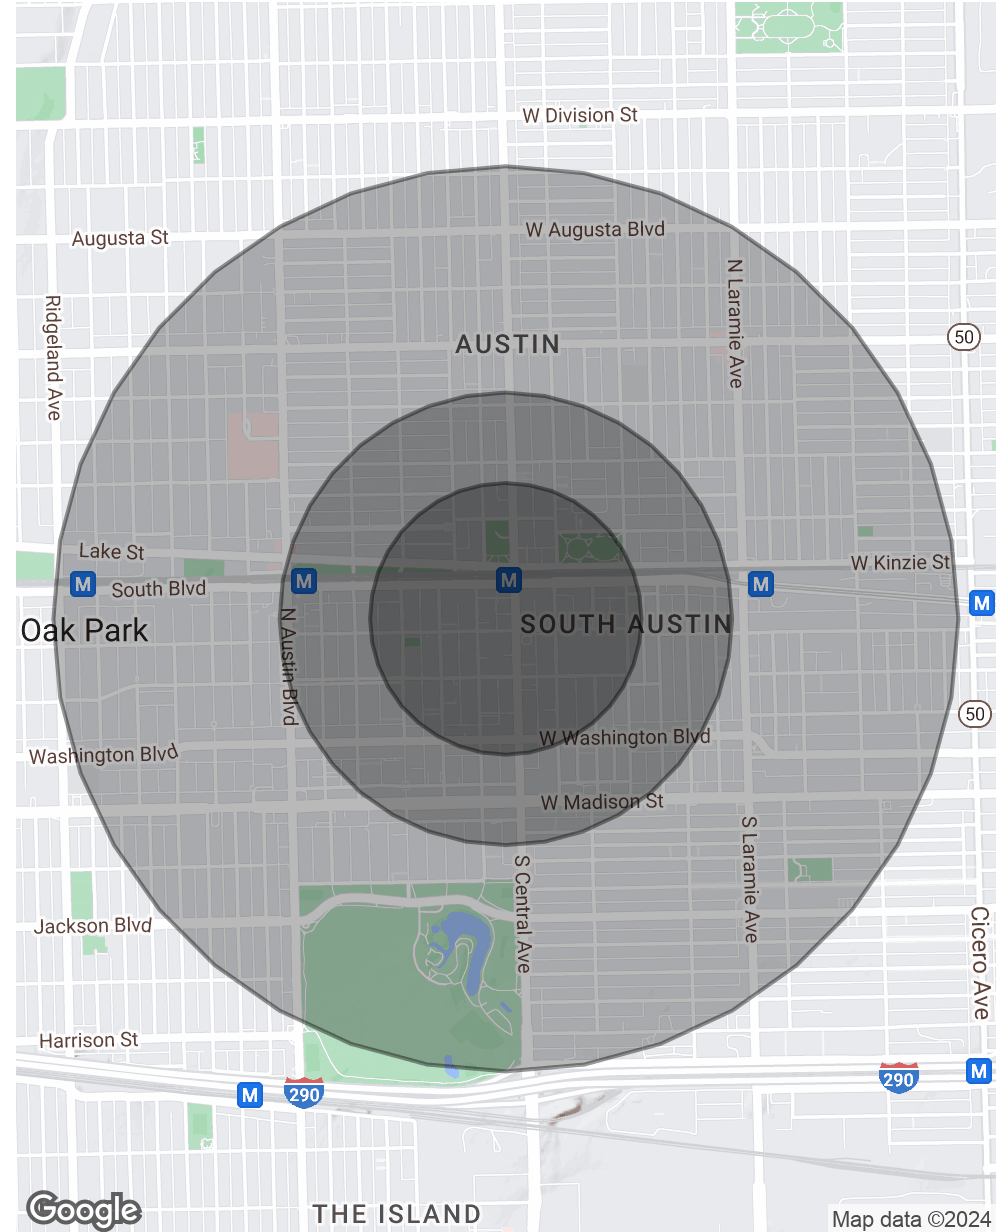 W Division St
W Augusta Blvd
Augusta St
N Laramie Ave
Ridgeland Ave
AUSTIN
50
Lake St
W Kinzie St
M
M
M
M
South Blvd
M
Oak Park
SOUTH AUSTIN
N Austin Blvd
50
W Washington Blvd
Washington Blvd
W Madison St
S Laramie Ave
S Central Ave
Jackson Blvd
Cicero Ave
Harrison St
M
290
290
M
THE ISLAND
Google
Map data ©2024